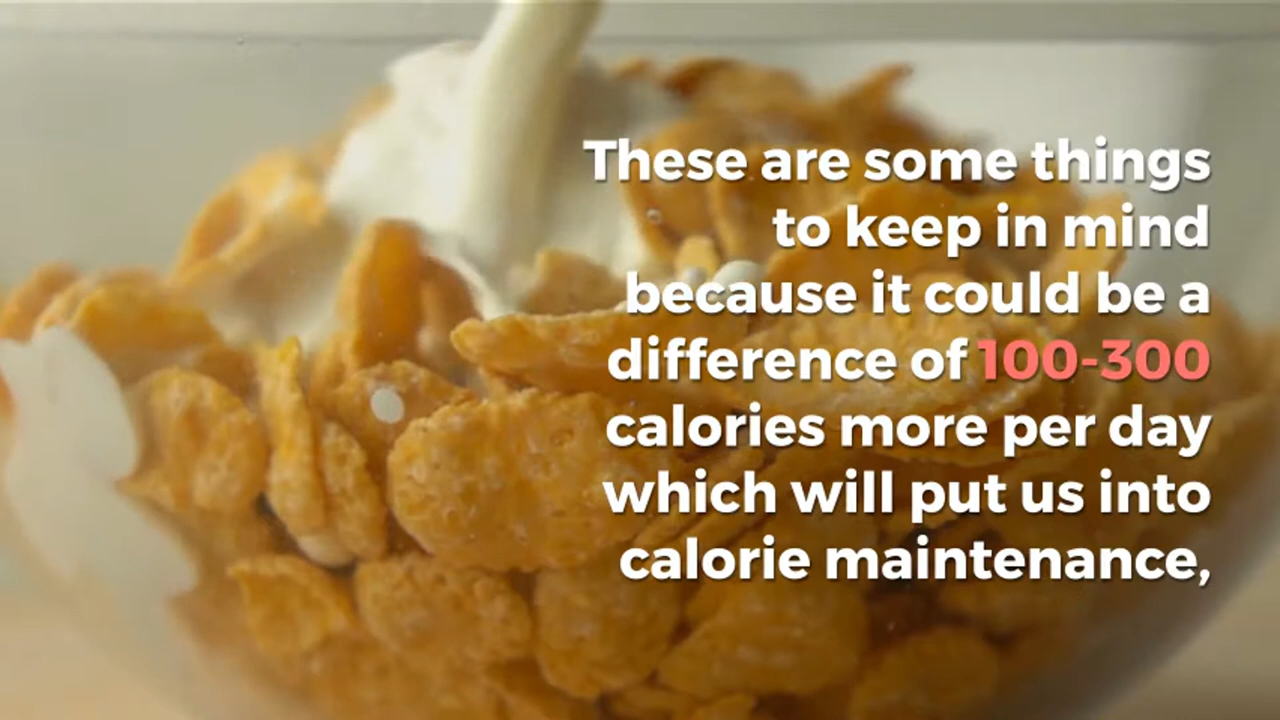 These are some things
to keep in mind
because it could be a
difference of 100-300
calories more per day
which will put us into
calorie maintenance,